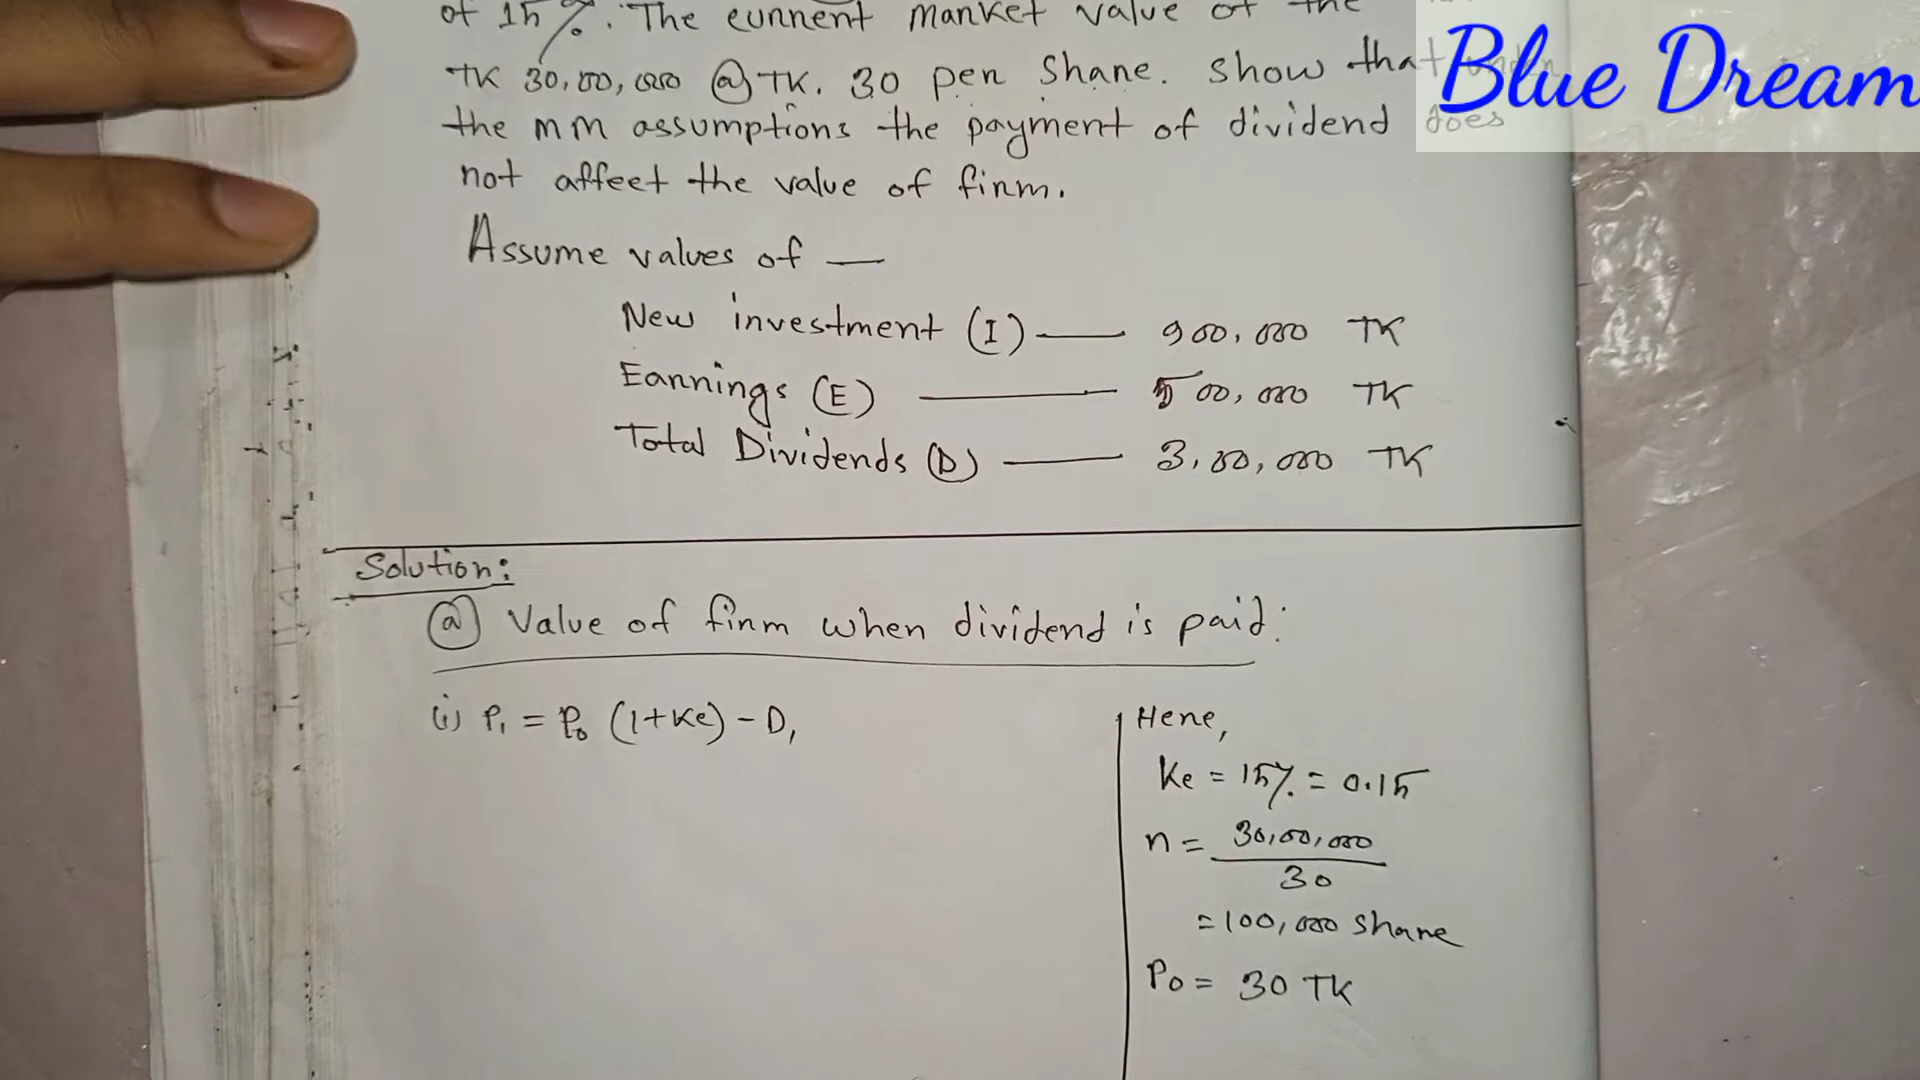 of 15%. The current market value of the
TK 30,00,000 @ TK. 30 per share. show that under
the MM assumptions the payment of dividend does
not affect the value of firm.
Assume values of —
New investment (I) — 900,000 TK
Earnings (E) — 500,000 TK
Total Dividends (D) — 3,00,000 TK
Solution:
(a) Value of firm when dividend is paid:
(i) P₁ = P₀ (1+Ke) - D₁
Here,
Ke = 15% = 0.15
n = 30,00,000
30
= 100,000 share
P₀ = 30 TK
Blue Dream